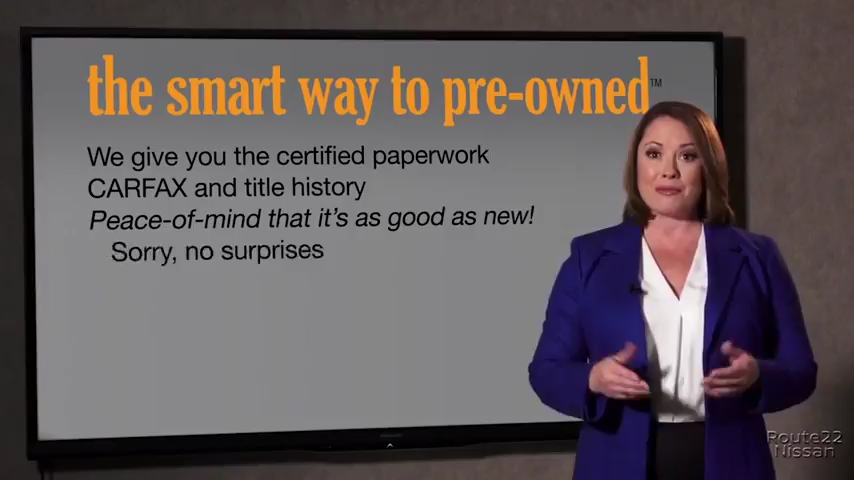 the smart way to pre-owned™
We give you the certified paperwork
CARFAX and title history
Peace-of-mind that it's as good as new!
Sorry, no surprises
Route22
Nissan